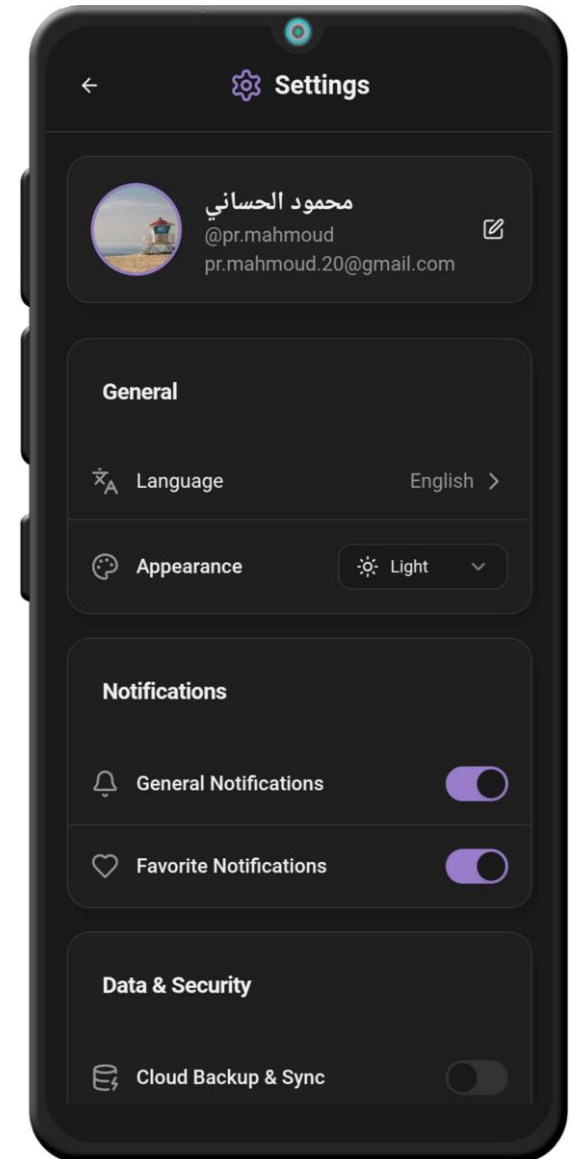 Settings
محمود الحساني
@pr.mahmoud
pr.mahmoud.20@gmail.com
General
Language English
Appearance Light
Notifications
General Notifications
Favorite Notifications
Data & Security
Cloud Backup & Sync